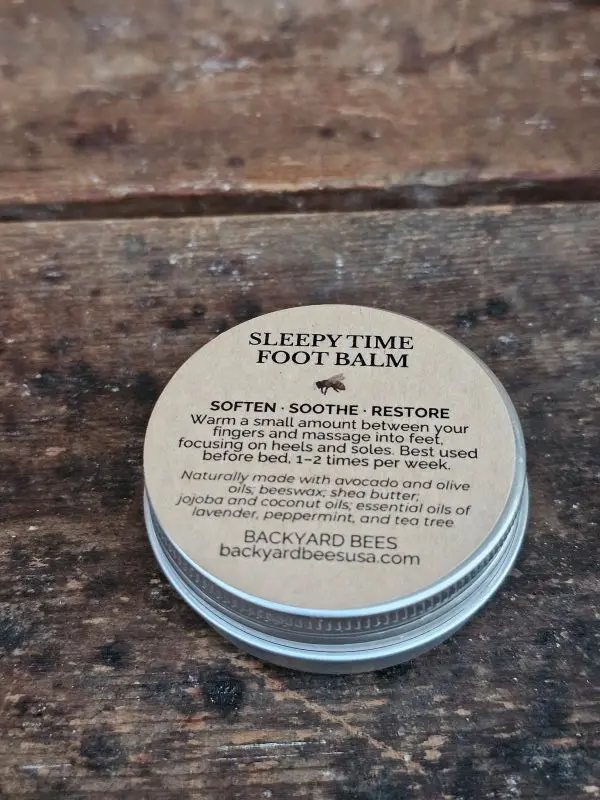 SLEEPY TIME
FOOT BALM
SOFTEN · SOOTHE · RESTORE
Warm a small amount between your
fingers and massage into feet,
focusing on heels and soles. Best used
before bed, 1–2 times per week.
Naturally made with avocado and olive
oils; beeswax; shea butter;
jojoba and coconut oils; essential oils of
lavender, peppermint, and tea tree
BACKYARD BEES
backyardbeesusa.com